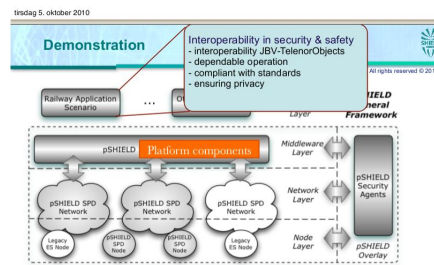 tirsdag 5. oktober 2010
Demonstration
Interoperability in security & safety
- interoperability JBV-TelenorObjects
- dependable operation
- compliant with standards
- ensuring privacy
SHIE
All rights reserved © 201
Railway Application
Scenario
...
Layer
General
Framework
pSHIELD
Platform components
Middleware
Layer
pSHIELD
Security
Agents
pSHIELD SPD
Network
pSHIELD SPD
Network
pSHIELD SPD
Network
Network
Layer
Legacy
ES Node
pSHIELD
SPD
Node
pSHIELD
SPD
Node
Legacy
ES Node
Node
Layer
pSHIELD
Overlay